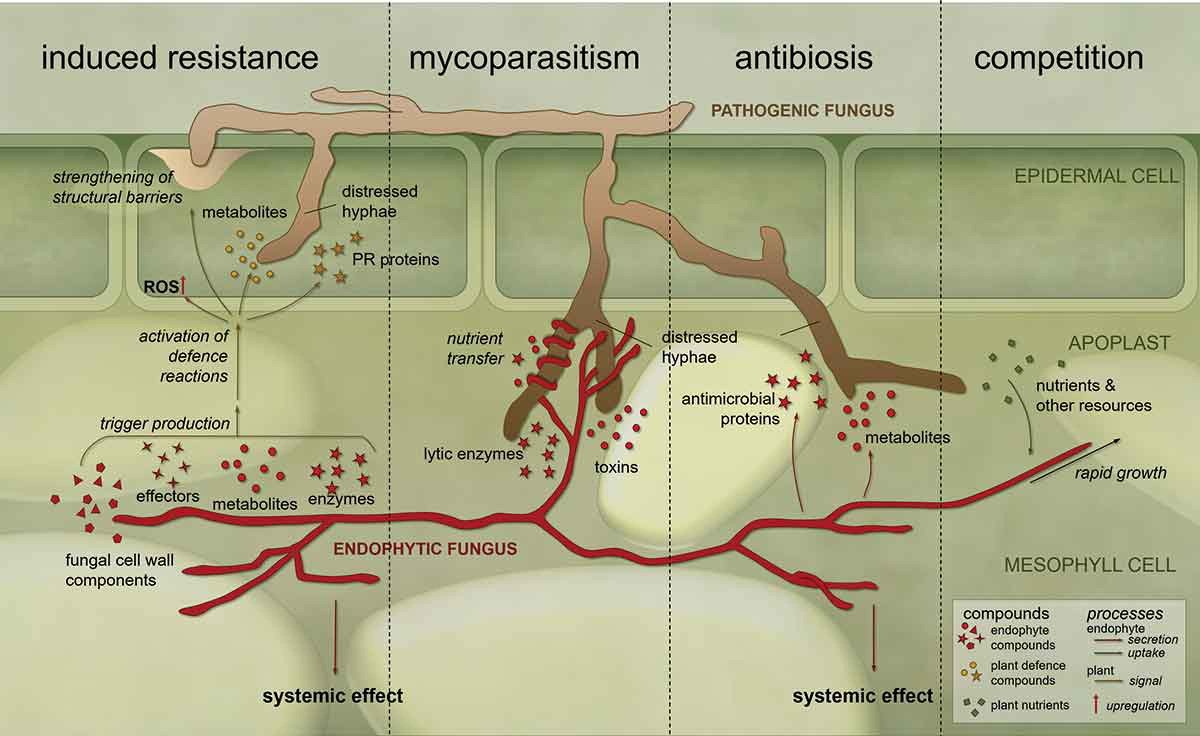 induced resistance
mycoparasitism
antibiosis
competition
PATHOGENIC FUNGUS
strengthening of
structural barriers
metabolites
distressed
hyphae
PR proteins
ROS
EPIDERMAL CELL
activation of
defence
reactions
nutrient
transfer
distressed
hyphae
APOPLAST
nutrients &
other resources
antimicrobial
proteins
metabolites
trigger production
lytic enzymes
toxins
rapid growth
effectors
metabolites
enzymes
fungal cell wall
components
ENDOPHYTIC FUNGUS
MESOPHYLL CELL
systemic effect
systemic effect
compounds
endophyte
compounds
plant defence
compounds
plant nutrients
processes
endophyte
secretion
uptake
plant
signal
upregulation